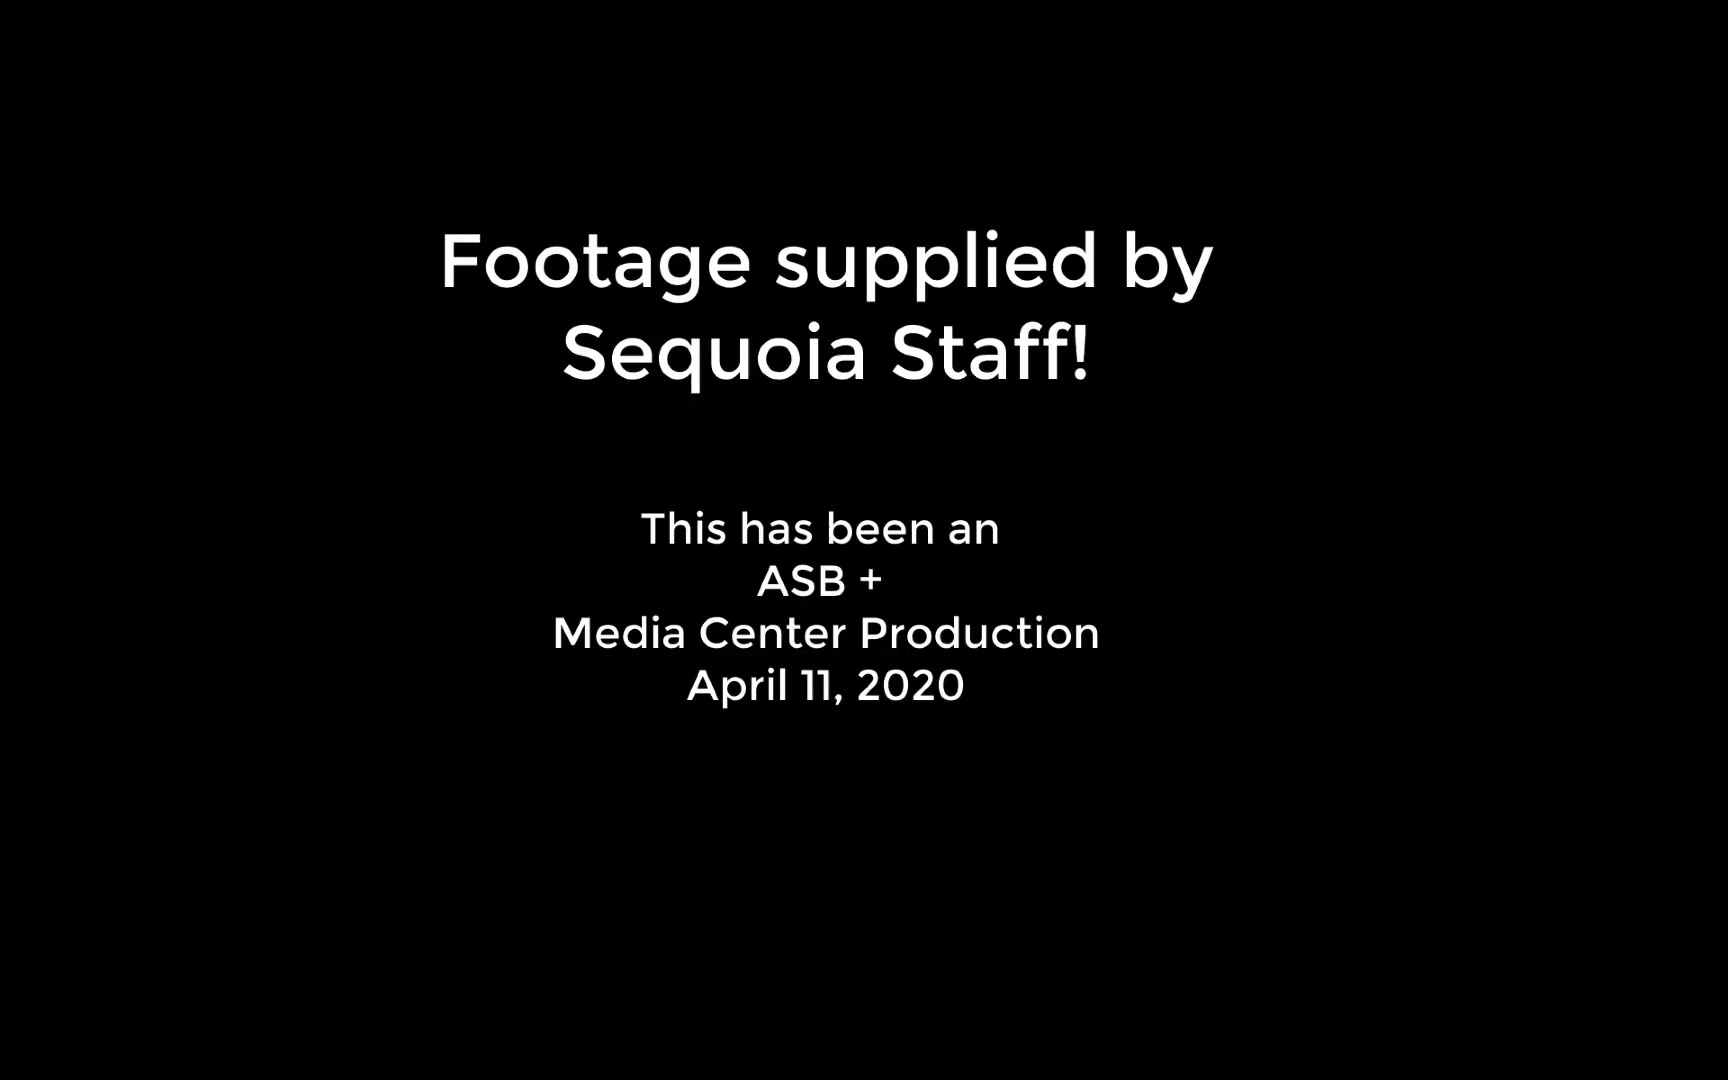 Footage supplied by
Sequoia Staff!
This has been an
ASB +
Media Center Production
April 11, 2020